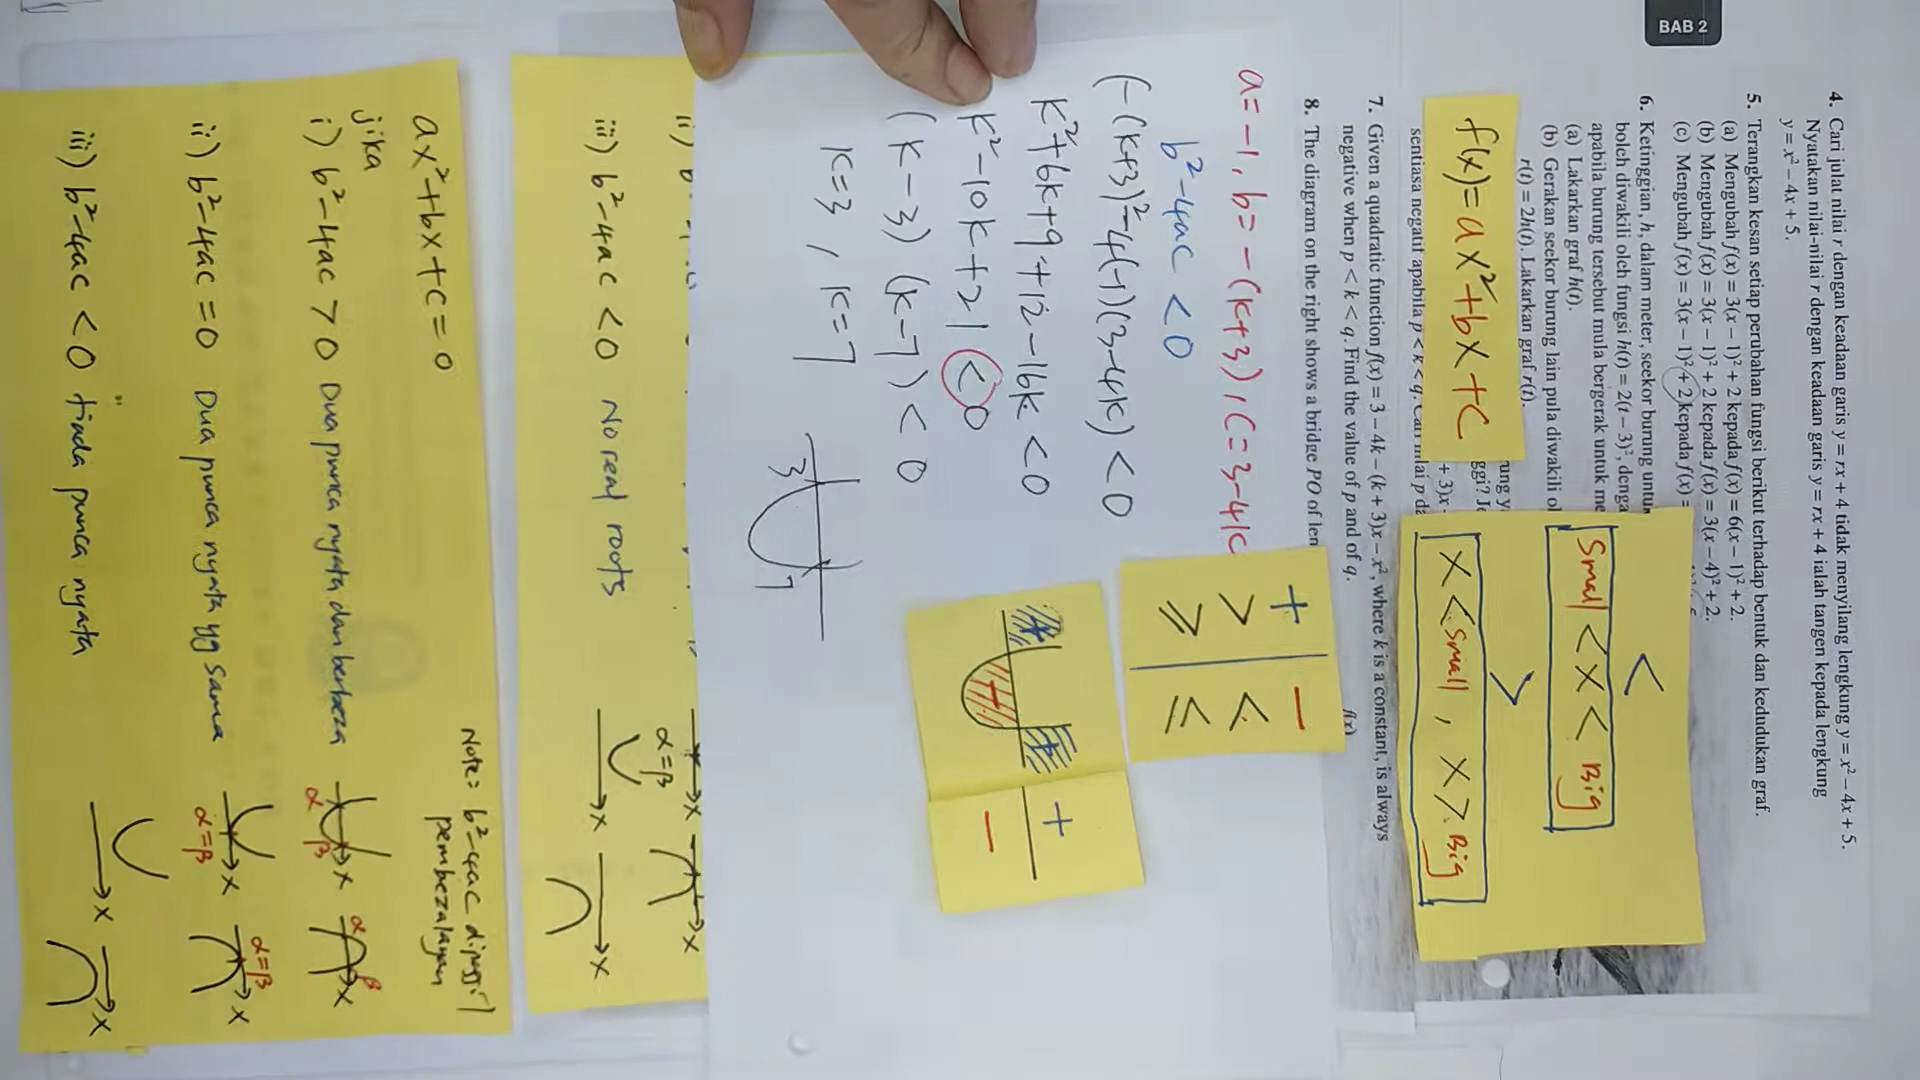 BAB 2
4. Cari julat nilai r dengan keadaan garis y = rx + 4 tidak menyilang lengkung y = x² – 4x + 5.
Nyatakan nilai-nilai r dengan keadaan garis y = rx + 4 ialah tangen kepada lengkung
y = x² – 4x + 5.
5. Terangkan kesan setiap perubahan fungsi berikut terhadap bentuk dan kedudukan graf.
(a) Mengubah f(x) = 3(x – 1)² + 2 kepada f(x) = 6(x – 1)² + 2.
(b) Mengubah f(x) = 3(x – 1)² + 2 kepada f(x) = 3(x – 4)² + 2.
(c) Mengubah f(x) = 3(x – 1)² + 2 kepada f(x) =
6. Ketinggian, h, dalam meter, seekor burung
boleh diwakili oleh fungsi h(t) = 2(t – 3)²,
apabila burung tersebut mula bergerak untuk
(a) Lakarkan graf h(t).
(b) Gerakan seekor burung lain pula diwakili
r(t) = 2h(t). Lakarkan graf r(t).
ggi?
+ 3)x
sentiasa negatif apabila p < k < q. Cari nilai p
7. Given a quadratic function f(x) = 3 – 4k – (k + 3)x – x², where k is a constant, is always
negative when p < k < q. Find the value of p and of q.
8. The diagram on the right shows a bridge PQ of
f(x)
<
Small < x < Big
>
x < small , x > Big
f(x) = ax² + bx + c
+ −
> <
≥ ≤
+ − +
+
−
a = -1, b = -(k+3), c = 3-4k
b²-4ac < 0
(-(k+3))²-4(-1)(3-4k) < 0
k²+6k+9+12-16k < 0
k²-10k+21 < 0
(k-3)(k-7) < 0
k=3, k=7
3 7
α=β x x
iii) b²-4ac < 0 No real roots x x
ax²+bx+c=0
Note: b²-4ac dipanggil
pembezalayan
jika
i) b²-4ac > 0 Dua punca nyata dan berbeza α β x α β x
ii) b²-4ac = 0 Dua punca nyata yg sama α=β x α=β x
iii) b²-4ac < 0 tiada punca nyata x x